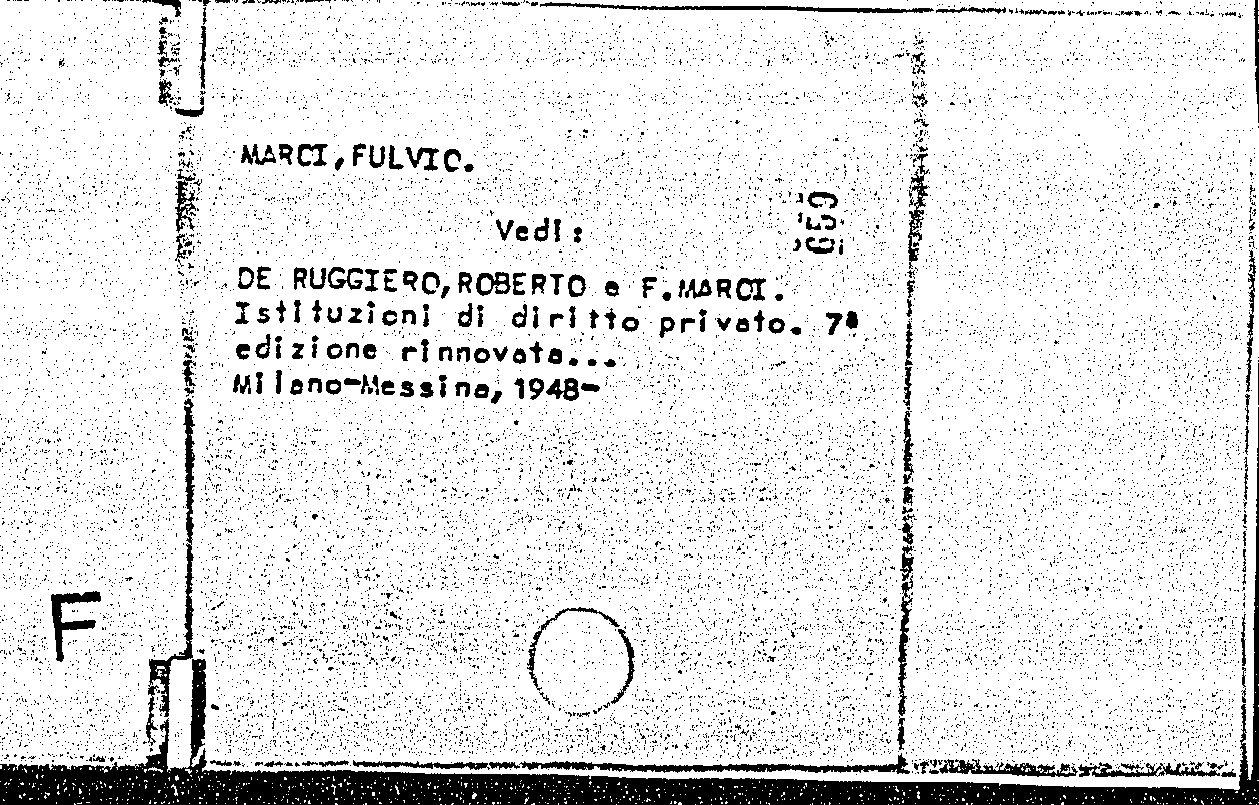 MARCI,FULVIO.
Vedi:
DE RUGGIERO,ROBERTO e F.MARCI.
Istituzioni di diritto privato. 7ª
edizione rinnovata...
Milano-Messina, 1948-
F